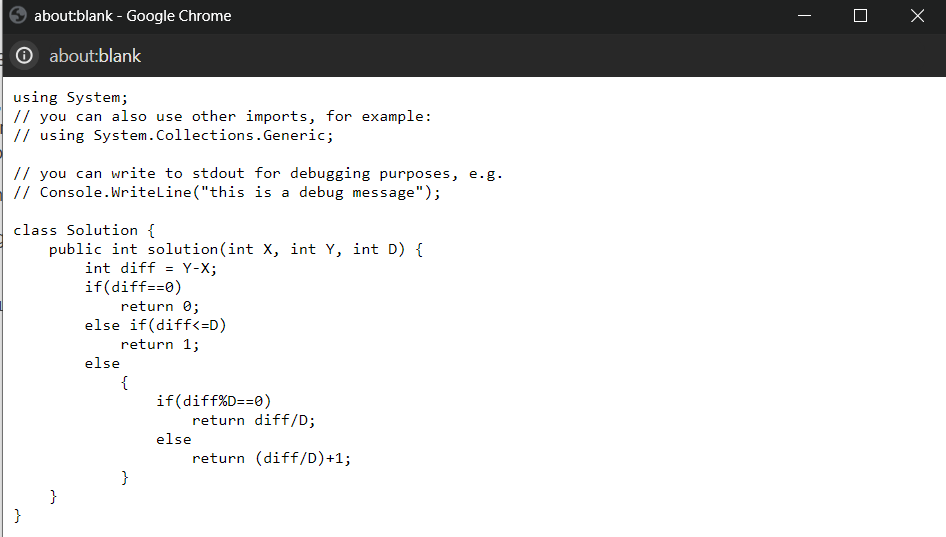 about:blank - Google Chrome
about:blank
using System;
// you can also use other imports, for example:
// using System.Collections.Generic;
// you can write to stdout for debugging purposes, e.g.
// Console.WriteLine("this is a debug message");
class Solution {
public int solution(int X, int Y, int D) {
int diff = Y-X;
if(diff==0)
return 0;
else if(diff<=D)
return 1;
else
{
if(diff%D==0)
return diff/D;
else
return (diff/D)+1;
}
}
}